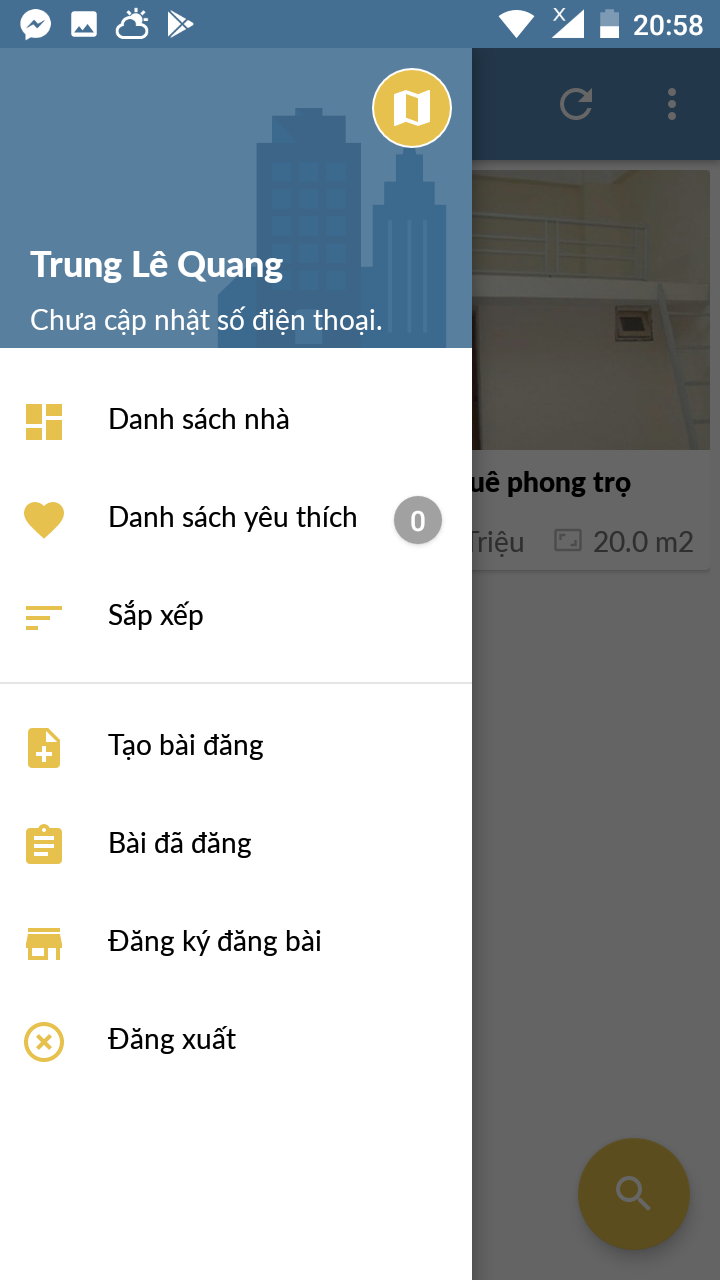 20:58
Trung Lê Quang
Chưa cập nhật số điện thoại.
Danh sách nhà
Danh sách yêu thích 0
Sắp xếp
Tạo bài đăng
Bài đã đăng
Đăng ký đăng bài
Đăng xuất
phong trọ
20.0 m2